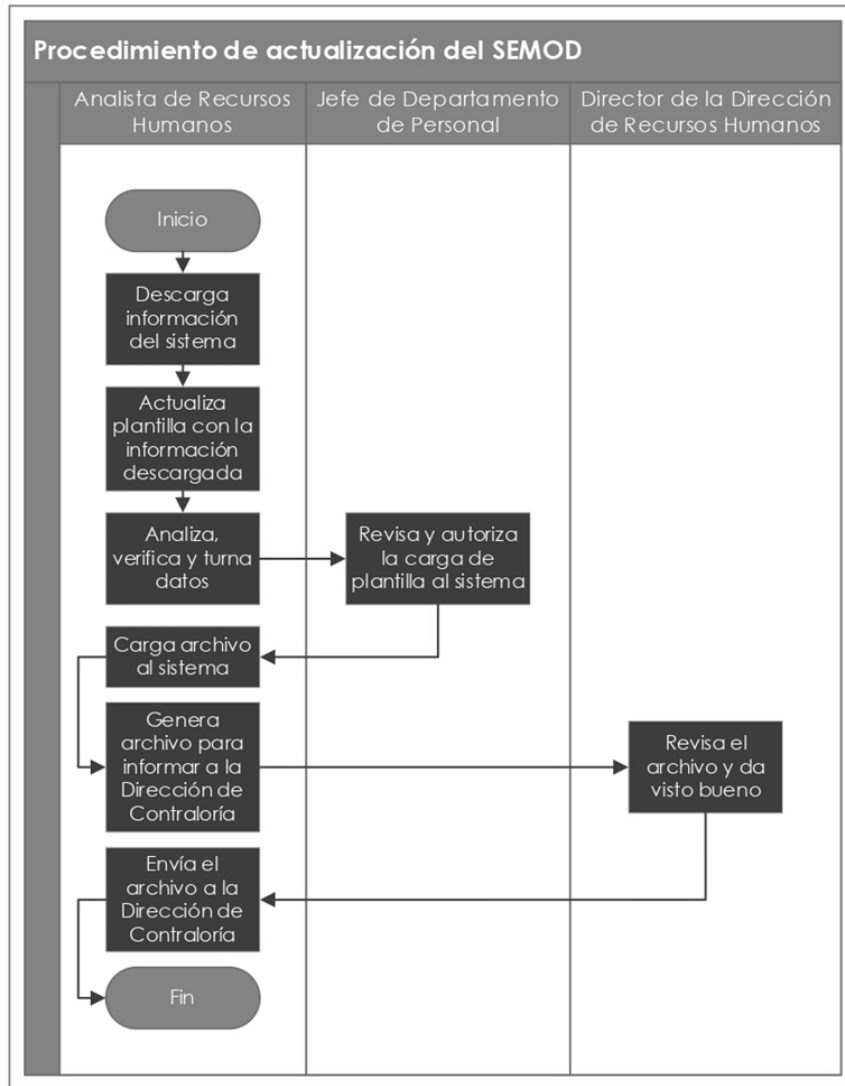 Procedimiento de actualización del SEMOD
Analista de Recursos
Humanos
Jefe de Departamento
de Personal
Director de la Dirección
de Recursos Humanos
Inicio
Descarga
información
del sistema
Actualiza
plantilla con la
información
descargada
Analiza,
verifica y turna
datos
Revisa y autoriza
la carga de
plantilla al sistema
Carga archivo
al sistema
Genera
archivo para
informar a la
Dirección de
Contraloría
Revisa el
archivo y da
visto bueno
Envía el
archivo a la
Dirección de
Contraloría
Fin